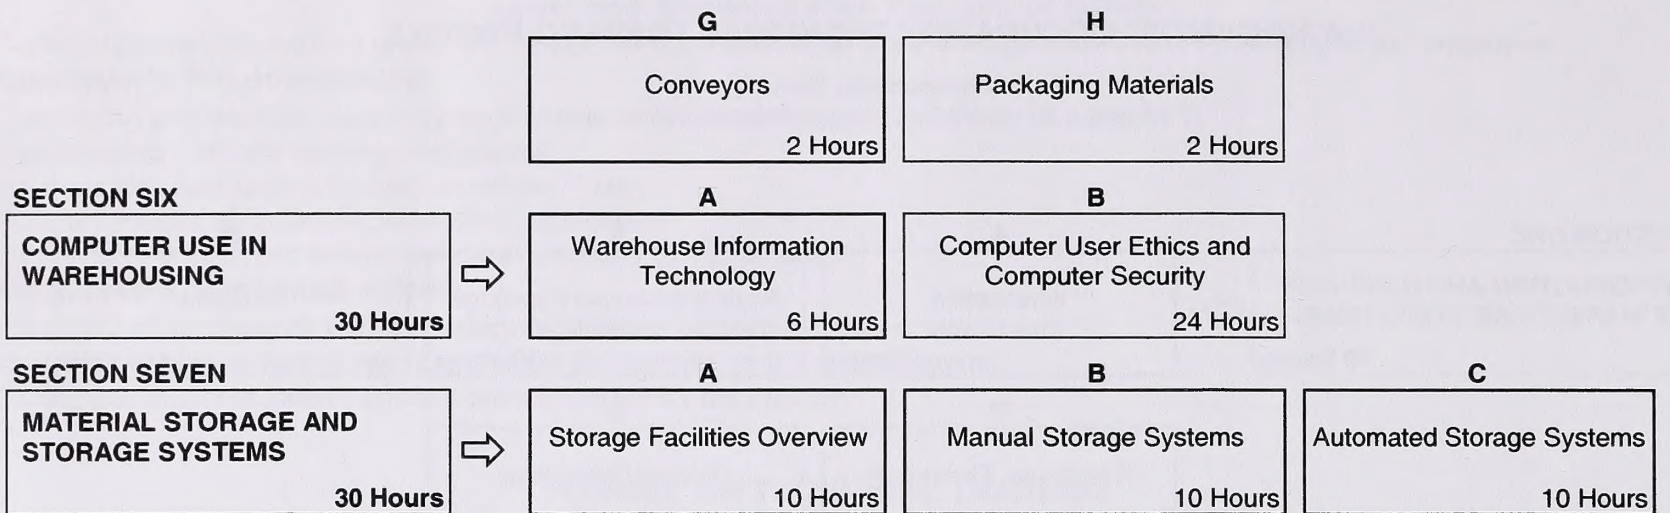 G
H
Conveyors
2 Hours
Packaging Materials
2 Hours
SECTION SIX
COMPUTER USE IN
WAREHOUSING
30 Hours
A
Warehouse Information
Technology
6 Hours
B
Computer User Ethics and
Computer Security
24 Hours
SECTION SEVEN
MATERIAL STORAGE AND
STORAGE SYSTEMS
30 Hours
A
Storage Facilities Overview
10 Hours
B
Manual Storage Systems
10 Hours
C
Automated Storage Systems
10 Hours